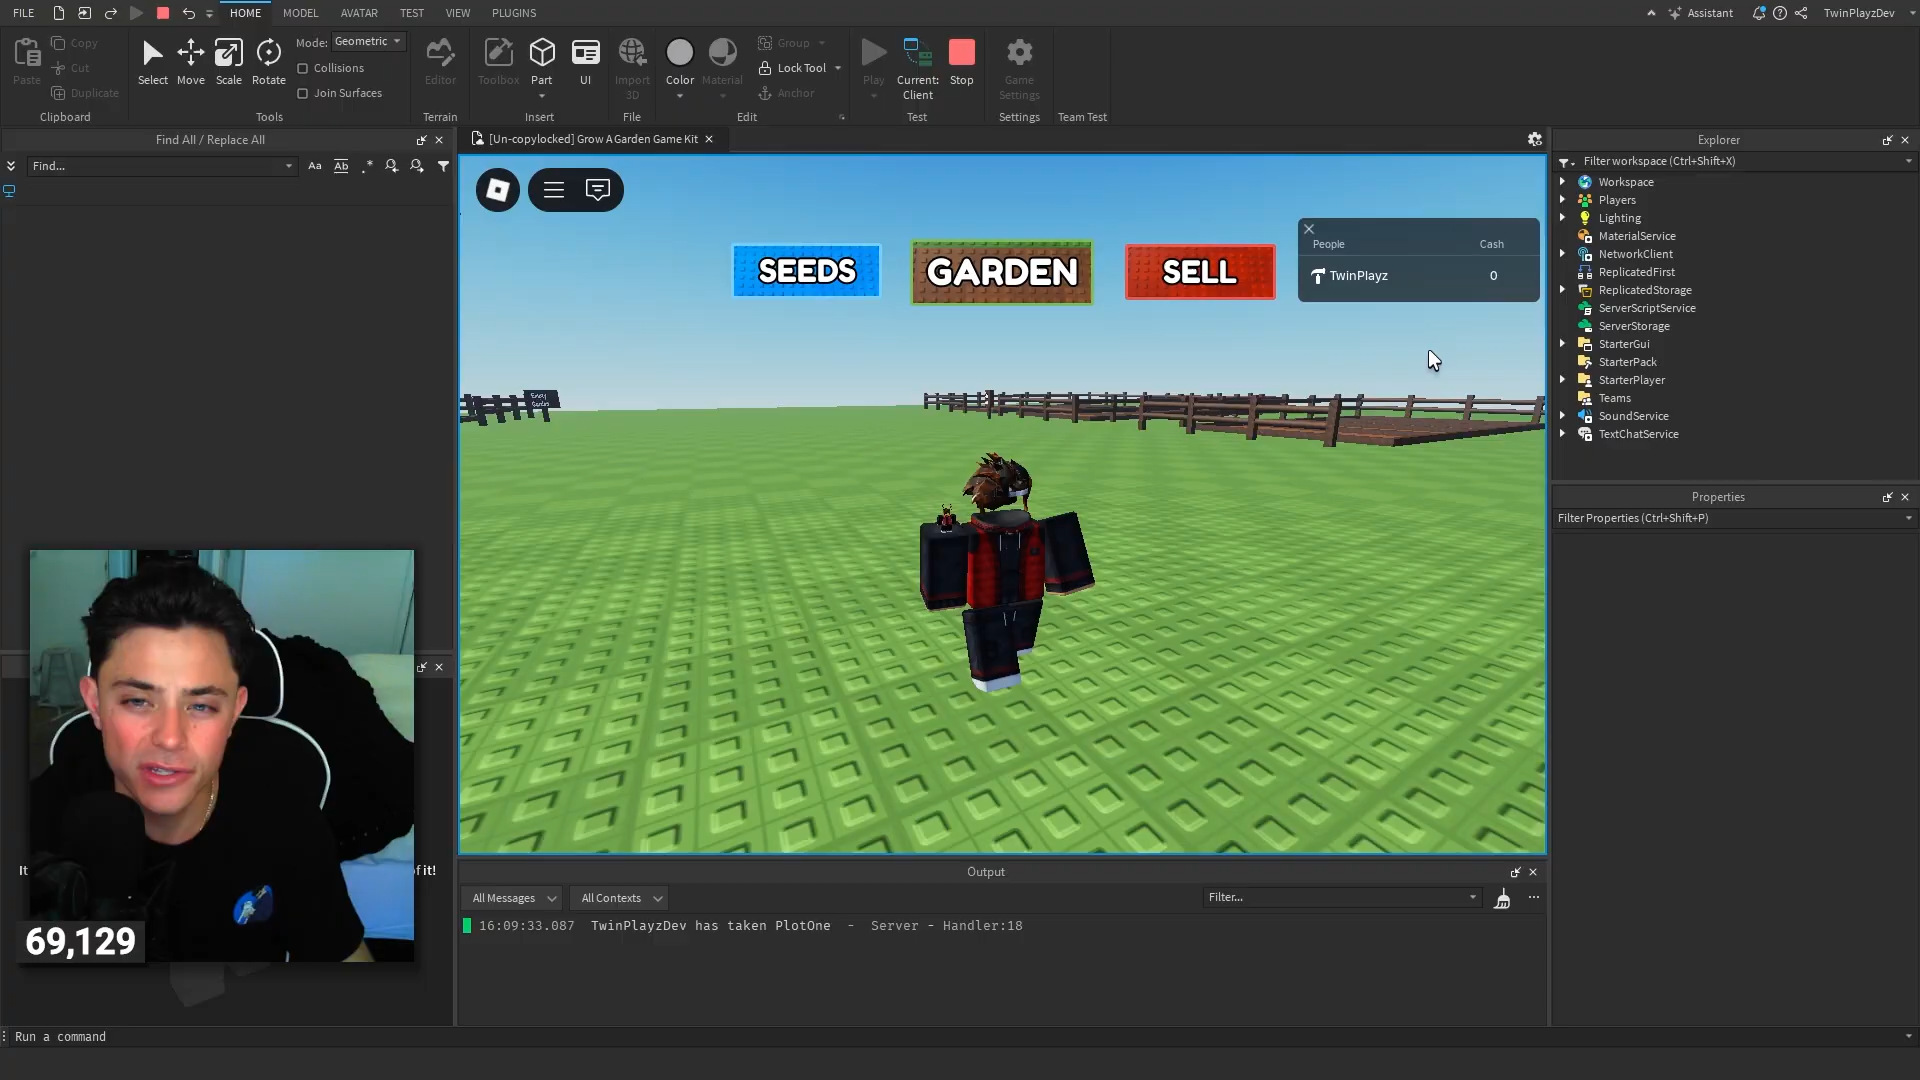 FILE HOME MODEL AVATAR TEST VIEW PLUGINS Assistant TwinPlayzDev
Paste Copy Cut Duplicate
Clipboard
Select Move Scale Rotate
Mode: Geometric
Collisions
Join Surfaces
Tools
Editor
Terrain
Toolbox Part UI
Insert
Import 3D
File
Color Material
Group
Lock Tool
Anchor
Edit
Play Current: Client Stop
Test
Game Settings
Settings
Team Test
Find All / Replace All
Find...
Aa Ab .*
[Un-copylocked] Grow A Garden Game Kit
SEEDS
GARDEN
SELL
People Cash
TwinPlayz 0
It
of it!
69,129
Output
All Messages All Contexts Filter...
16:09:33.087 TwinPlayzDev has taken PlotOne - Server - Handler:18
Explorer
Filter workspace (Ctrl+Shift+X)
Workspace
Players
Lighting
MaterialService
NetworkClient
ReplicatedFirst
ReplicatedStorage
ServerScriptService
ServerStorage
StarterGui
StarterPack
StarterPlayer
Teams
SoundService
TextChatService
Properties
Filter Properties (Ctrl+Shift+P)
Run a command